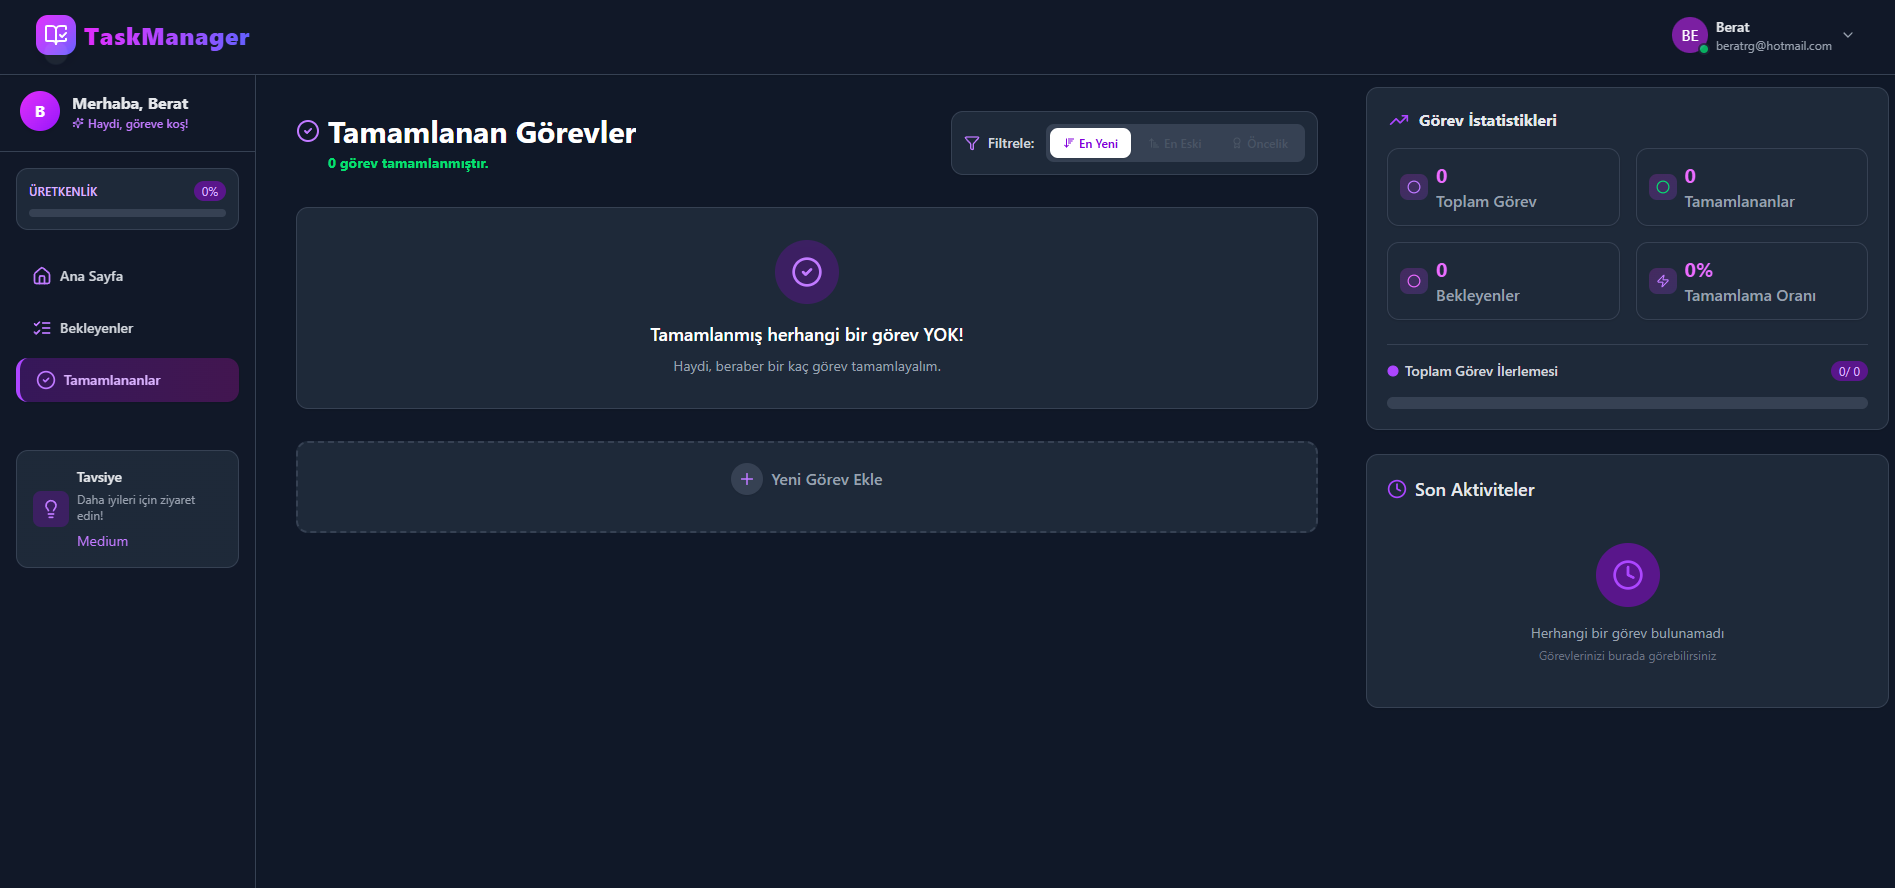 TaskManager
BE
Berat
beratrg@hotmail.com
B
Merhaba, Berat
Haydi, göreve koş!
ÜRETKENLİK
0%
Ana Sayfa
Bekleyenler
Tamamlananlar
Tavsiye
Daha iyileri için ziyaret
edin!
Medium
Tamamlanan Görevler
0 görev tamamlanmıştır.
Filtrele:
En Yeni
En Eski
Öncelik
Tamamlanmış herhangi bir görev YOK!
Haydi, beraber bir kaç görev tamamlayalım.
Yeni Görev Ekle
Görev İstatistikleri
0
Toplam Görev
0
Tamamlananlar
0
Bekleyenler
0%
Tamamlama Oranı
Toplam Görev İlerlemesi
0/ 0
Son Aktiviteler
Herhangi bir görev bulunamadı
Görevlerinizi burada görebilirsiniz